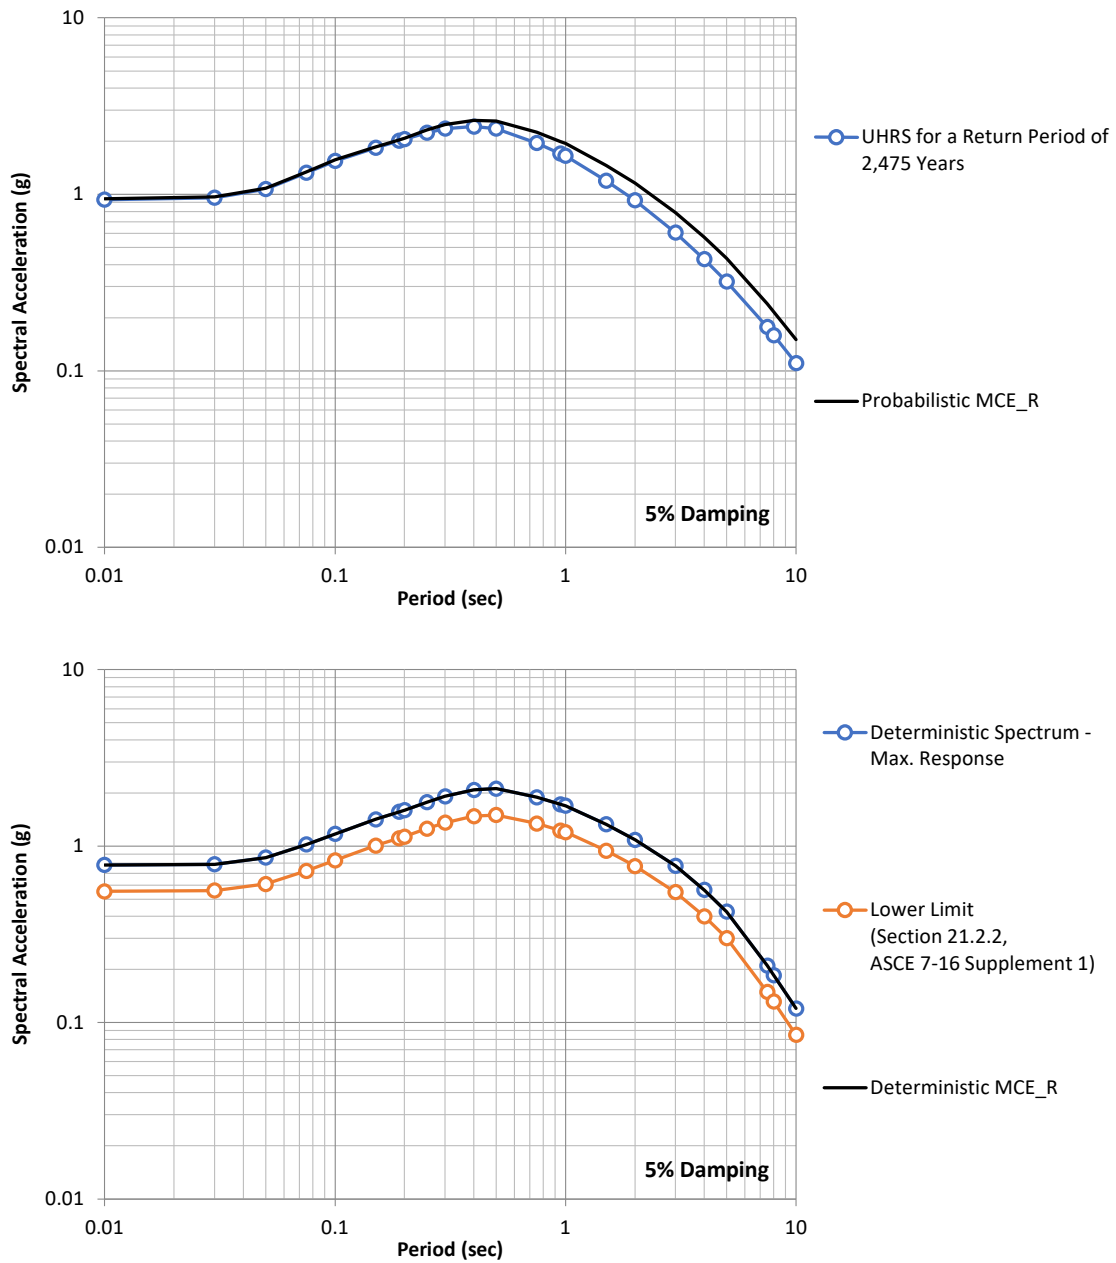 10
1
0.1
0.01
Spectral Acceleration (g)
0.01
0.1
1
10
Period (sec)
5% Damping
UHRS for a Return Period of
2,475 Years
Probabilistic MCE_R
10
1
0.1
0.01
Spectral Acceleration (g)
0.01
0.1
1
10
Period (sec)
5% Damping
Deterministic Spectrum -
Max. Response
Lower Limit
(Section 21.2.2,
ASCE 7-16 Supplement 1)
Deterministic MCE_R